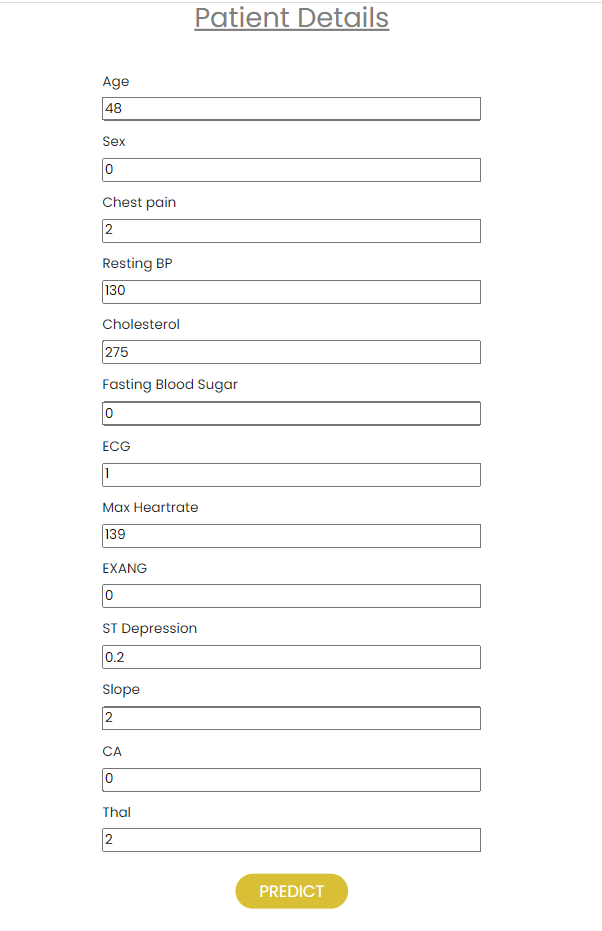 Patient Details
Age
48
Sex
0
Chest pain
2
Resting BP
130
Cholesterol
275
Fasting Blood Sugar
0
ECG
1
Max Heartrate
139
EXANG
0
ST Depression
0.2
Slope
2
CA
0
Thal
2
PREDICT